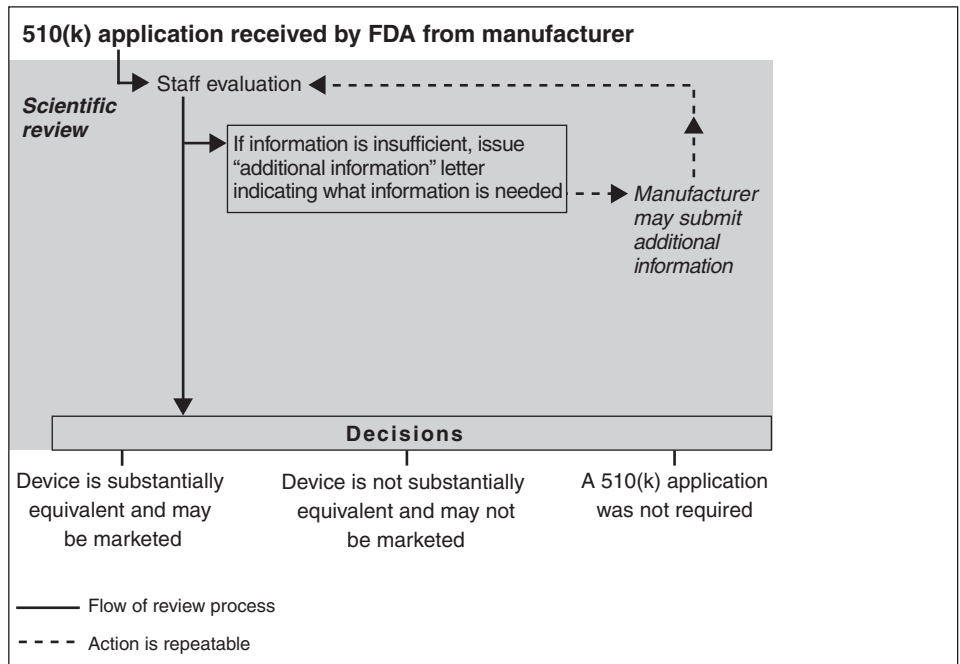 510(k) application received by FDA from manufacturer
Staff evaluation
Scientific
review
If information is insufficient, issue
“additional information” letter
indicating what information is needed
Manufacturer
may submit
additional
information
Decisions
Device is substantially
equivalent and may
be marketed
Device is not substantially
equivalent and may not
be marketed
A 510(k) application
was not required
Flow of review process
Action is repeatable